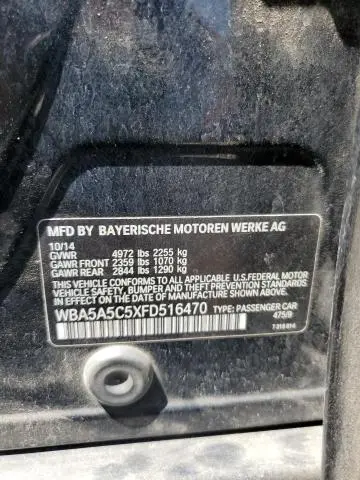 MFD BY BAYERISCHE MOTOREN WERKE AG
10/14
GVWR 4972 lbs 2255 kg
GAWR FRONT 2359 lbs 1070 kg
GAWR REAR 2844 lbs 1290 kg
THIS VEHICLE CONFORMS TO ALL APPLICABLE U.S.FEDERAL MOTOR
VEHICLE SAFETY, BUMPER AND THEFT PREVENTION STANDARDS
IN EFFECT ON THE DATE OF MANUFACTURE SHOWN ABOVE.
WBA5A5C5XFD516470 TYPE: PASSENGER CAR
475/9